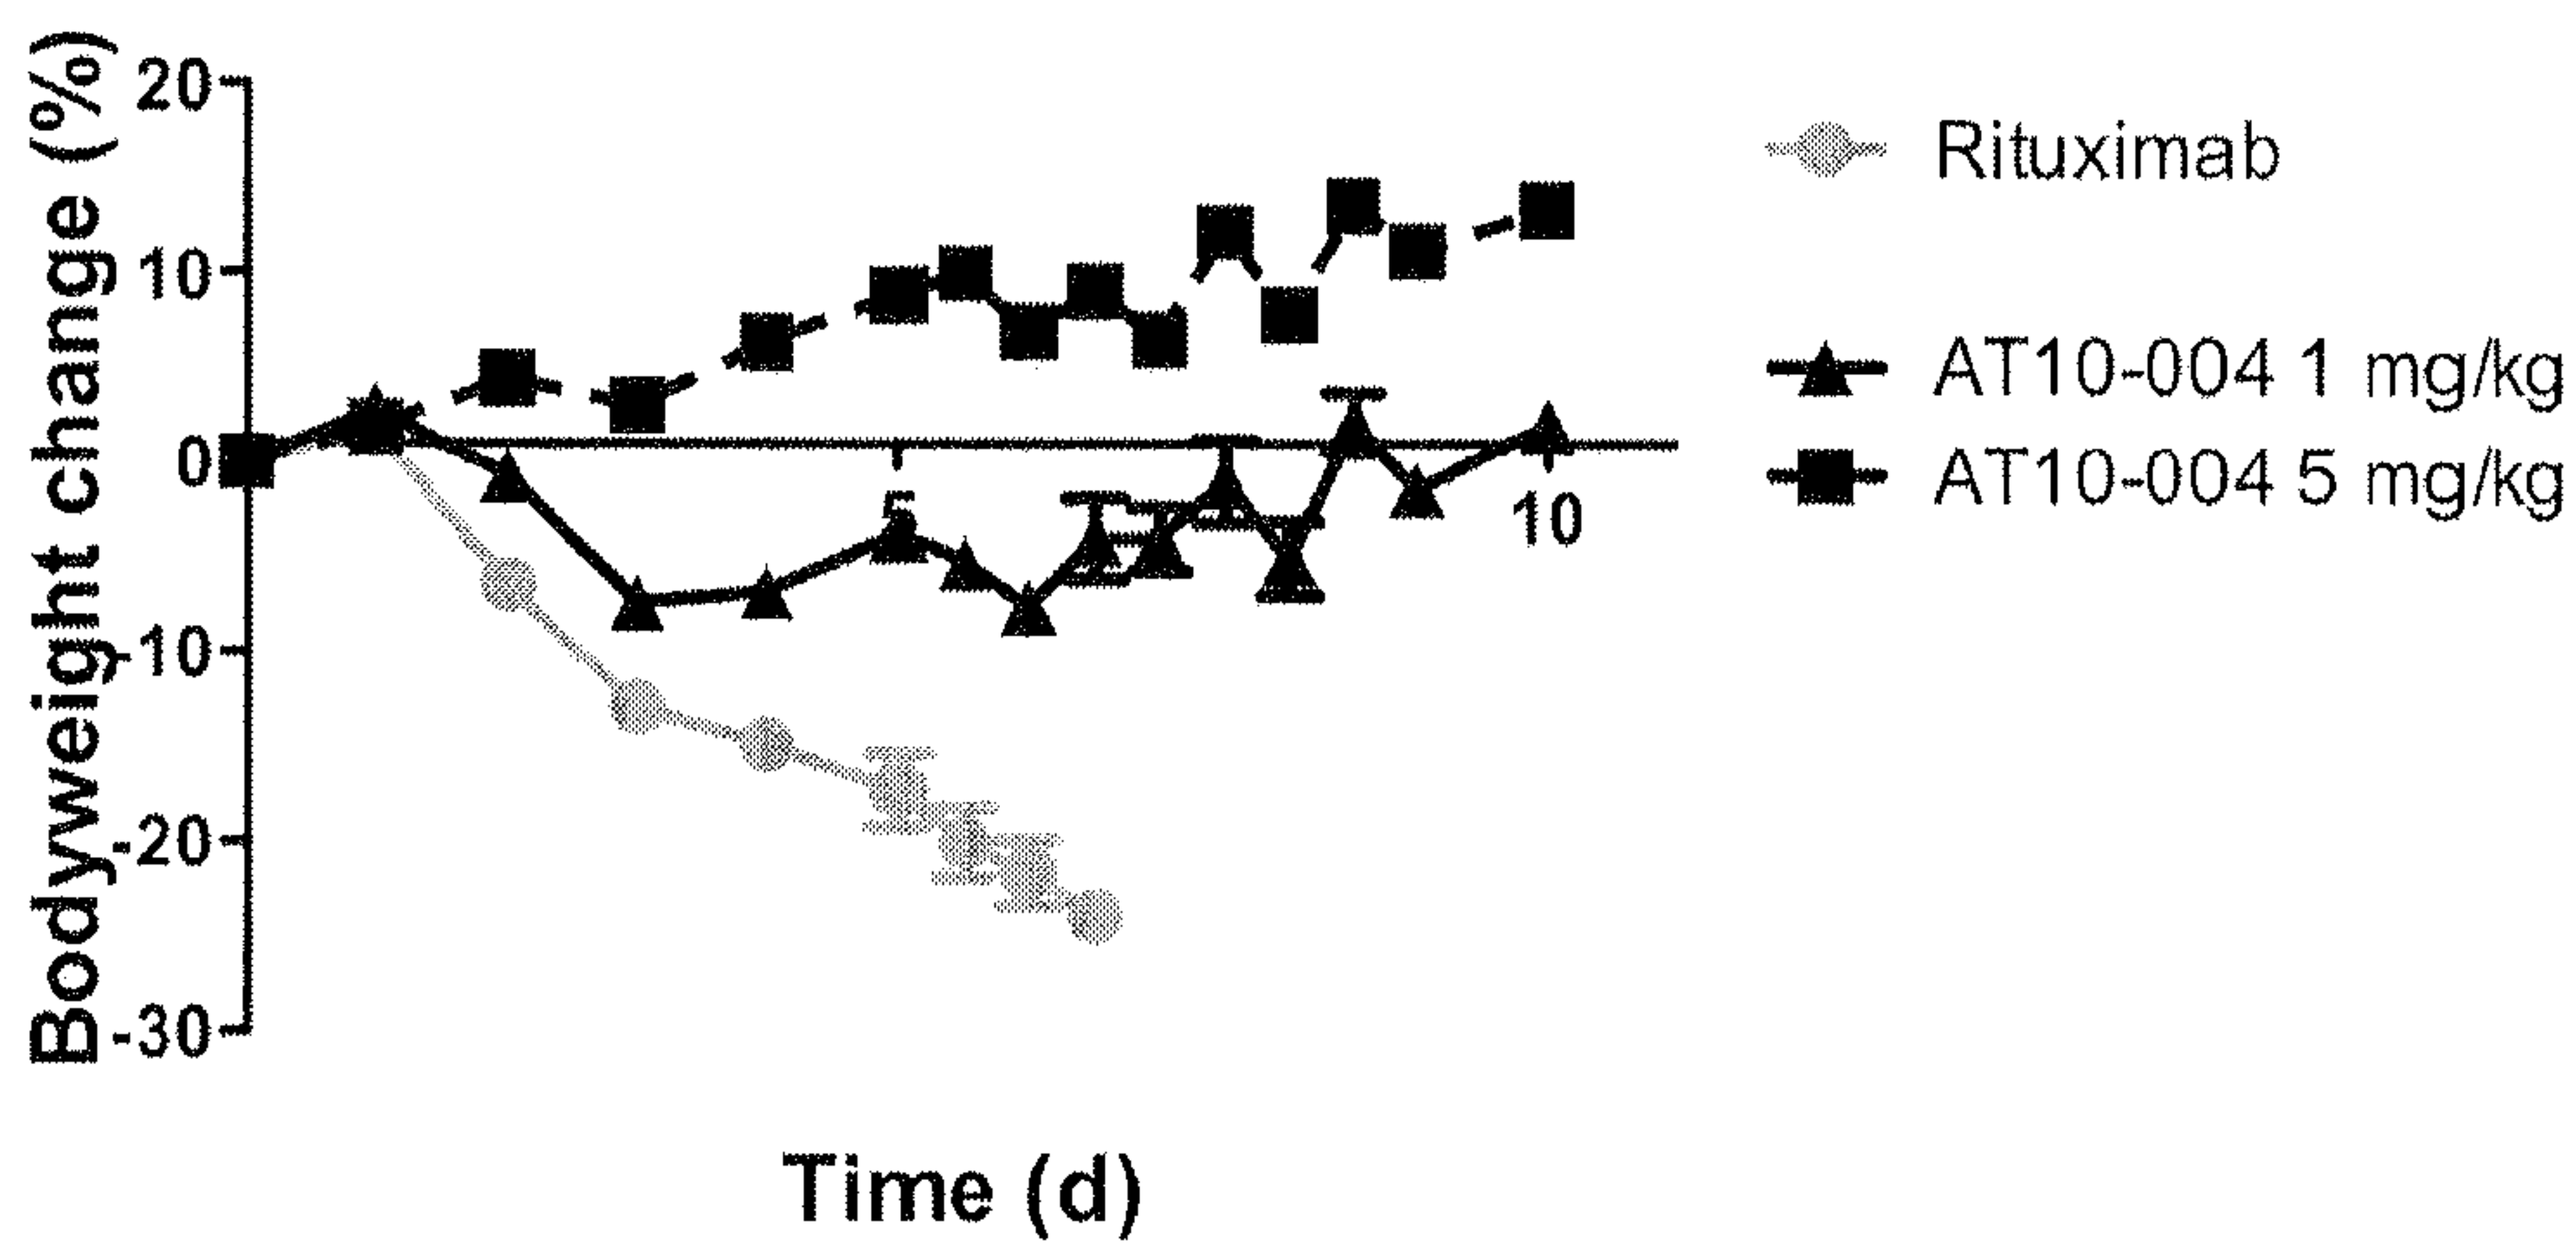 Bodyweight change (%)
20
10
0
-10
-20
-30
5
10
Time (d)
Rituximab
AT10-004 1 mg/kg
AT10-004 5 mg/kg